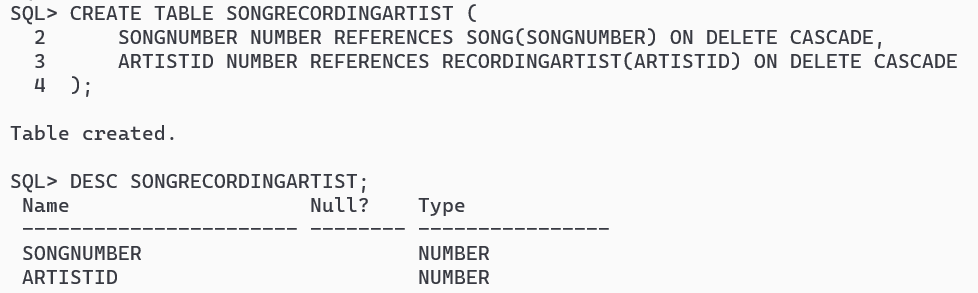 SQL> CREATE TABLE SONGRECORDINGARTIST (
  2      SONGNUMBER NUMBER REFERENCES SONG(SONGNUMBER) ON DELETE CASCADE,
  3      ARTISTID NUMBER REFERENCES RECORDINGARTIST(ARTISTID) ON DELETE CASCADE
  4  );
Table created.
SQL> DESC SONGRECORDINGARTIST;
 Name                    Null?    Type
 ----------------------- -------- ----------------
 SONGNUMBER                       NUMBER
 ARTISTID                         NUMBER